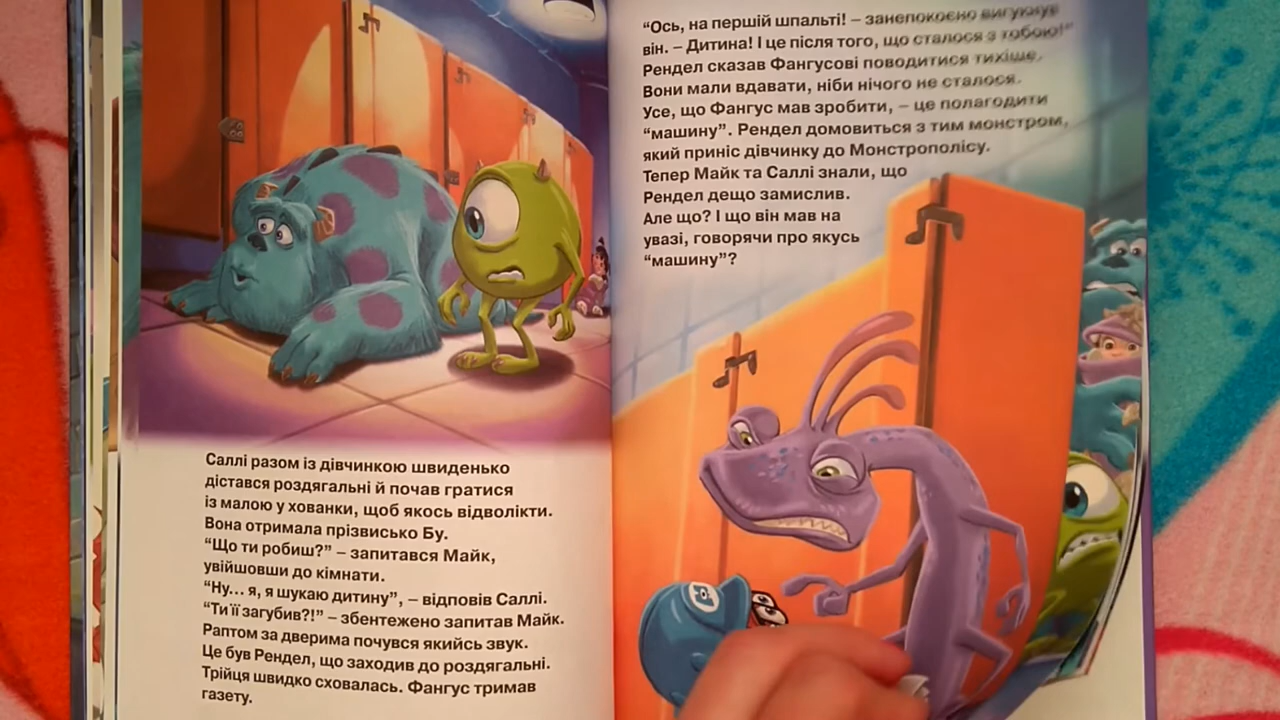 Саллі разом із дівчинкою швиденько
дістався роздягальні й почав гратися
із малою у хованки, щоб якось відволікти.
Вона отримала прізвисько Бу.
“Що ти робиш?” – запитався Майк,
увійшовши до кімнати.
“Ну... я, я шукаю дитину”, – відповів Саллі.
“Ти її загубив?!” – збентежено запитав Майк.
Раптом за дверима почувся якийсь звук.
Це був Рендел, що заходив до роздягальні.
Трійця швидко сховалась. Фангус тримав
газету.
“Ось, на першій шпальті! – занепокоєно вигукнув
він. – Дитина! І це після того, що сталося з тобою!”
Рендел сказав Фангусові поводитися тихіше.
Вони мали вдавати, ніби нічого не сталося.
Усе, що Фангус мав зробити, – це полагодити
“машину”. Рендел домовиться з тим монстром,
який приніс дівчинку до Монстрополісу.
Тепер Майк та Саллі знали, що
Рендел дещо замислив.
Але що? І що він мав на
увазі, говорячи про якусь
“машину”?